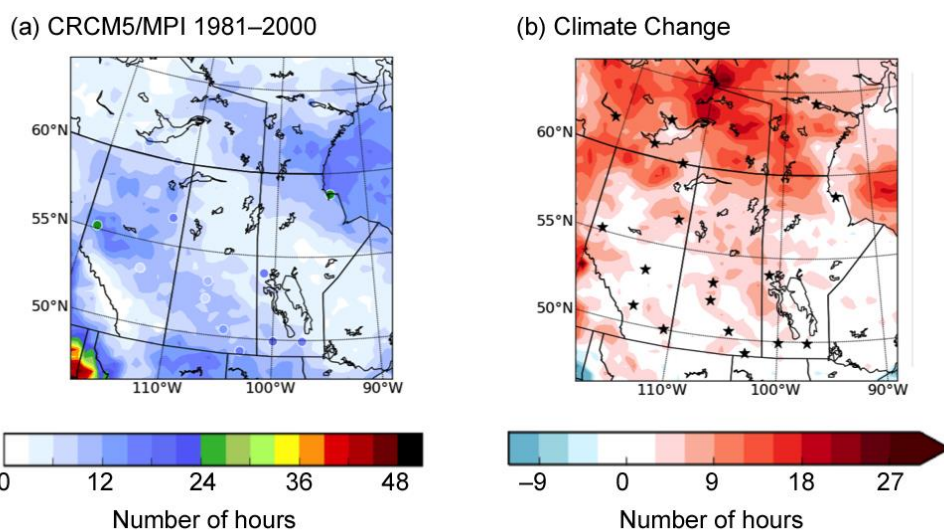 (a) CRCM5/MPI 1981–2000
(b) Climate Change
60°N
55°N
50°N
110°W 100°W 90°W
60°N
55°N
50°N
110°W 100°W 90°W
0 12 24 36 48
Number of hours
–9 0 9 18 27
Number of hours